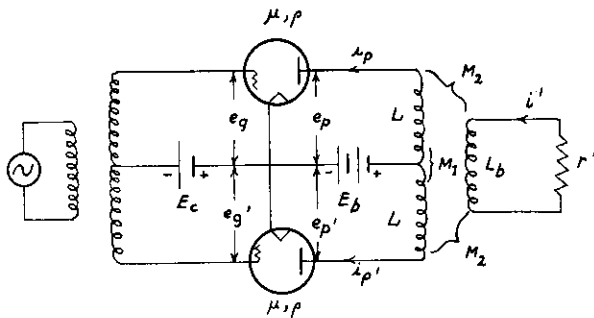 μ, ρ
i_p
M_2
e_g
e_p
L
i'
- +
- +
M_1
L_b
r'
E_c
E_b
e_g'
e_p'
L
M_2
i_p'
μ, ρ